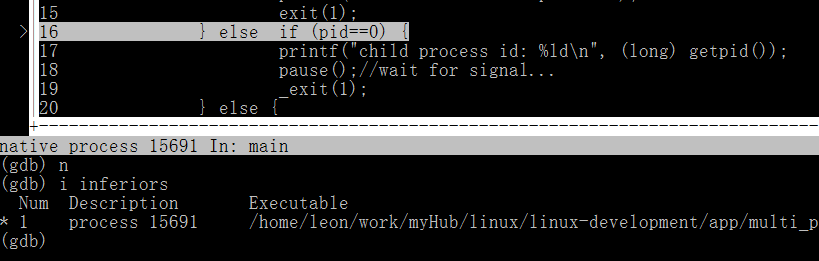 15 exit(1);
> 16 } else if (pid==0) {
17 printf("child process id: %ld\n", (long) getpid());
18 pause();//wait for signal...
19 _exit(1);
20 } else {
native process 15691 In: main
(gdb) n
(gdb) i inferiors
Num Description Executable
* 1 process 15691 /home/leon/work/myHub/linux/linux-development/app/multi_p
(gdb)